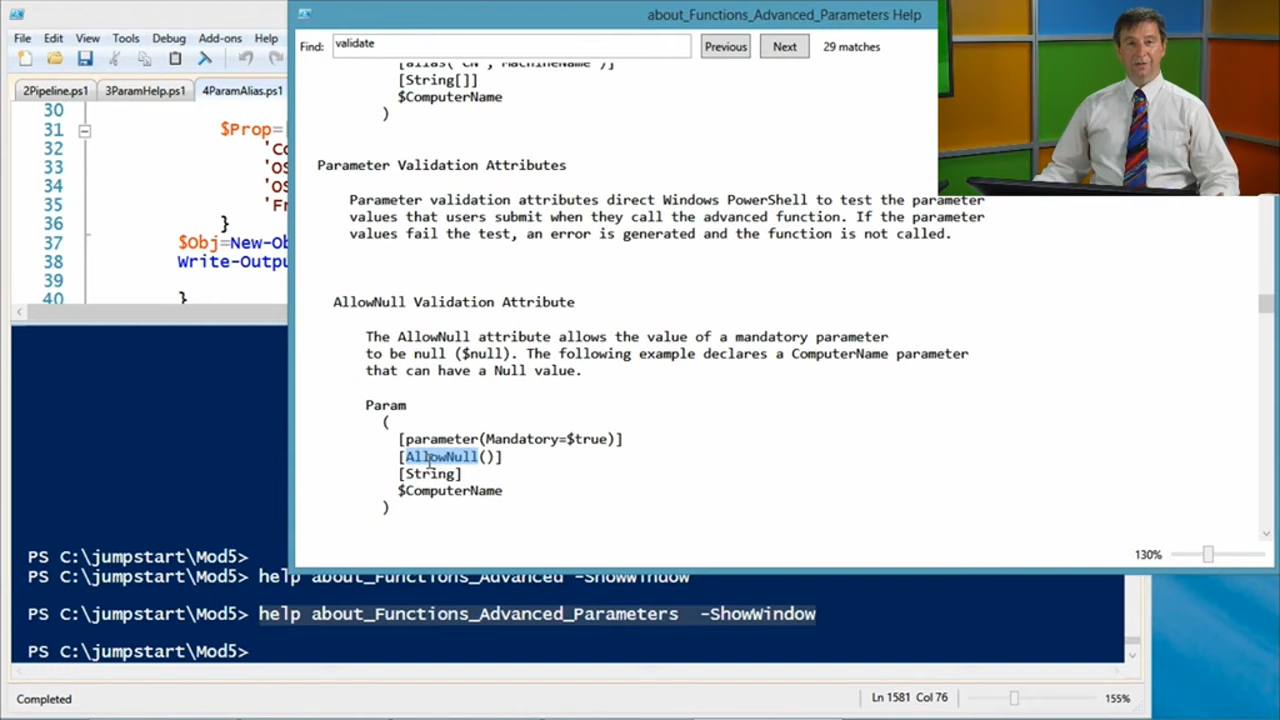 File Edit View Tools Debug Add-ons Help
2Pipeline.ps1 3ParamHelp.ps1 4ParamAlias.ps1
30
31 $Prop=
32 'Co
33 'OS
34 'OS
35 'Fr
36 }
37 $Obj=New-Ob
38 Write-Outpu
39
40 }
about_Functions_Advanced_Parameters Help
Find: validate Previous Next 29 matches
[alias("CN","MachineName")]
[String[]]
$ComputerName
)
Parameter Validation Attributes
Parameter validation attributes direct Windows PowerShell to test the parameter
values that users submit when they call the advanced function. If the parameter
values fail the test, an error is generated and the function is not called.
AllowNull Validation Attribute
The AllowNull attribute allows the value of a mandatory parameter
to be null ($null). The following example declares a ComputerName parameter
that can have a Null value.
Param
(
[parameter(Mandatory=$true)]
[AllowNull()]
[String]
$ComputerName
)
130%
PS C:\jumpstart\Mod5>
PS C:\jumpstart\Mod5> help about_Functions_Advanced -ShowWindow
PS C:\jumpstart\Mod5> help about_Functions_Advanced_Parameters -ShowWindow
PS C:\jumpstart\Mod5>
Completed Ln 1581 Col 76 155%